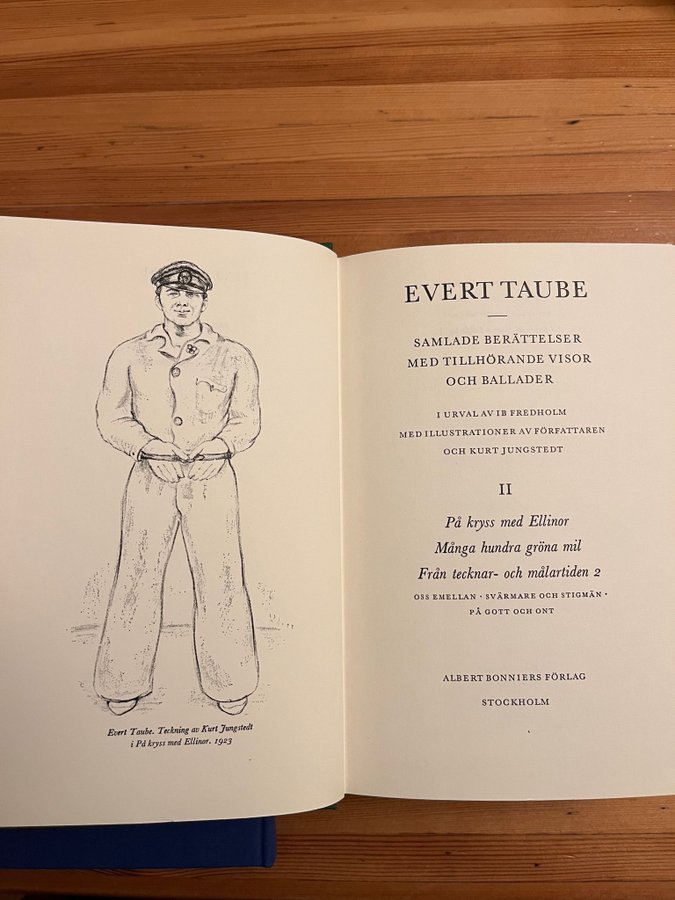 Evert Taube. Teckning av Kurt Jungstedt
i På kryss med Ellinor. 1923
EVERT TAUBE
SAMLADE BERÄTTELSER
MED TILLHÖRANDE VISOR
OCH BALLADER
I URVAL AV IB FREDHOLM
MED ILLUSTRATIONER AV FÖRFATTAREN
OCH KURT JUNGSTEDT
II
På kryss med Ellinor
Många hundra gröna mil
Från tecknar- och målartiden 2
OSS EMELLAN · SVÄRMARE OCH STIGMÄN ·
PÅ GOTT OCH ONT
ALBERT BONNIERS FÖRLAG
STOCKHOLM